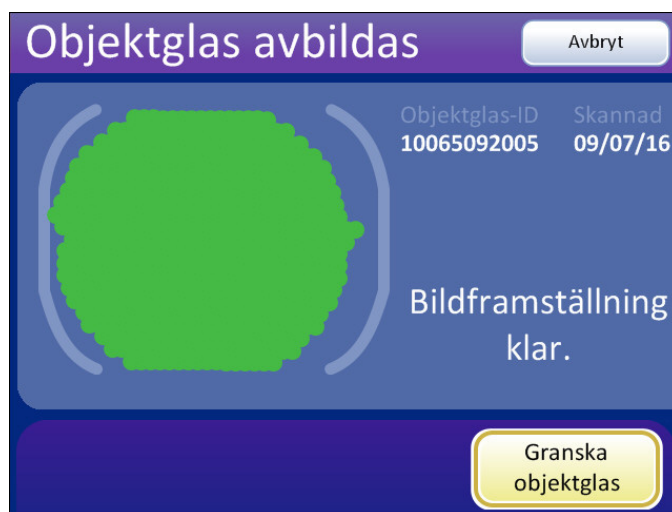 Objektglas avbildas
Avbryt
Objektglas-ID
Skannad
10065092005
09/07/16
Bildframställning
klar.
Granska
objektglas